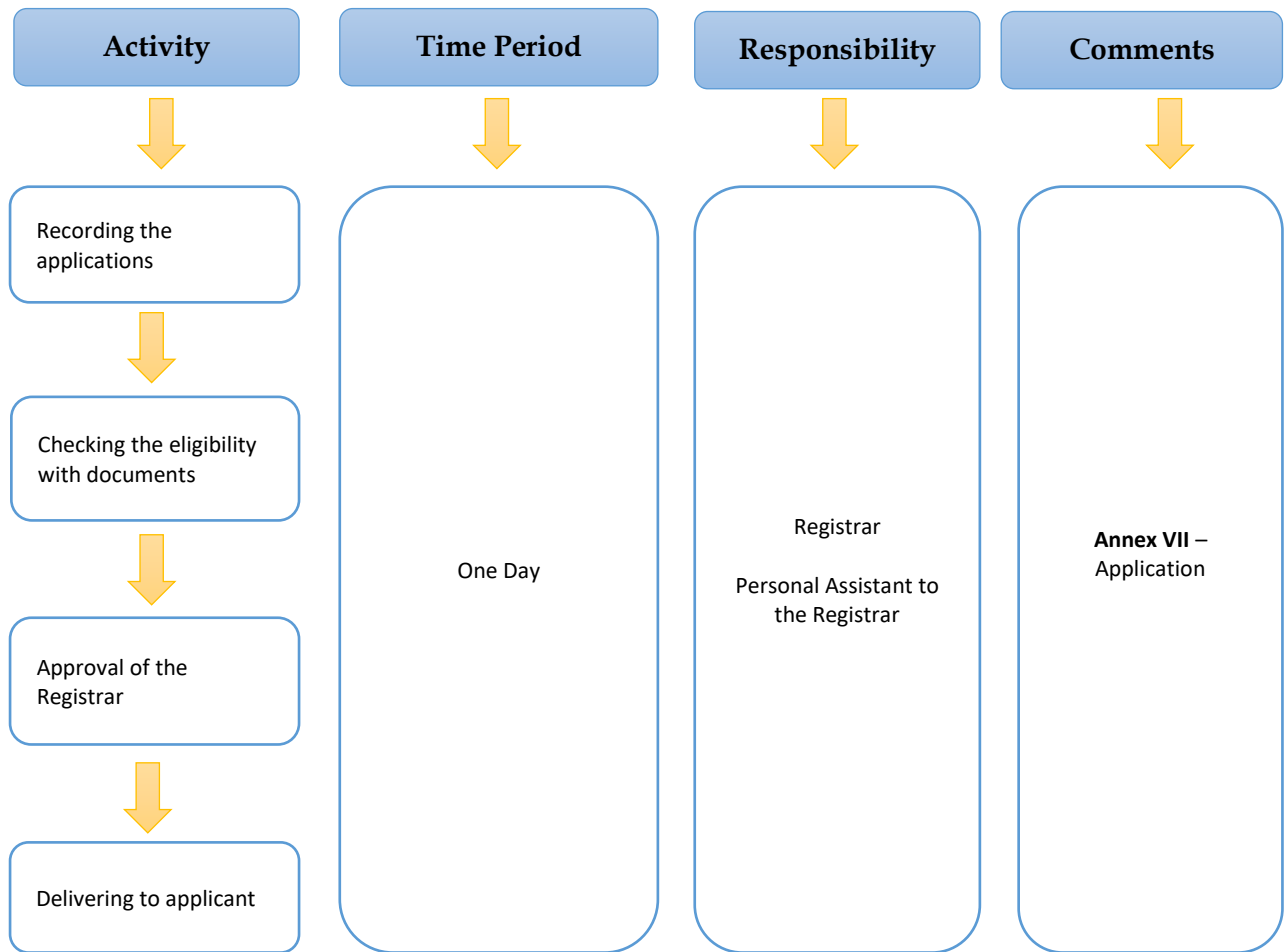 Activity
Time Period
Responsibility
Comments
Recording the
applications
Checking the eligibility
with documents
Approval of the
Registrar
Delivering to applicant
One Day
Registrar
Personal Assistant to
the Registrar
Annex VII –
Application